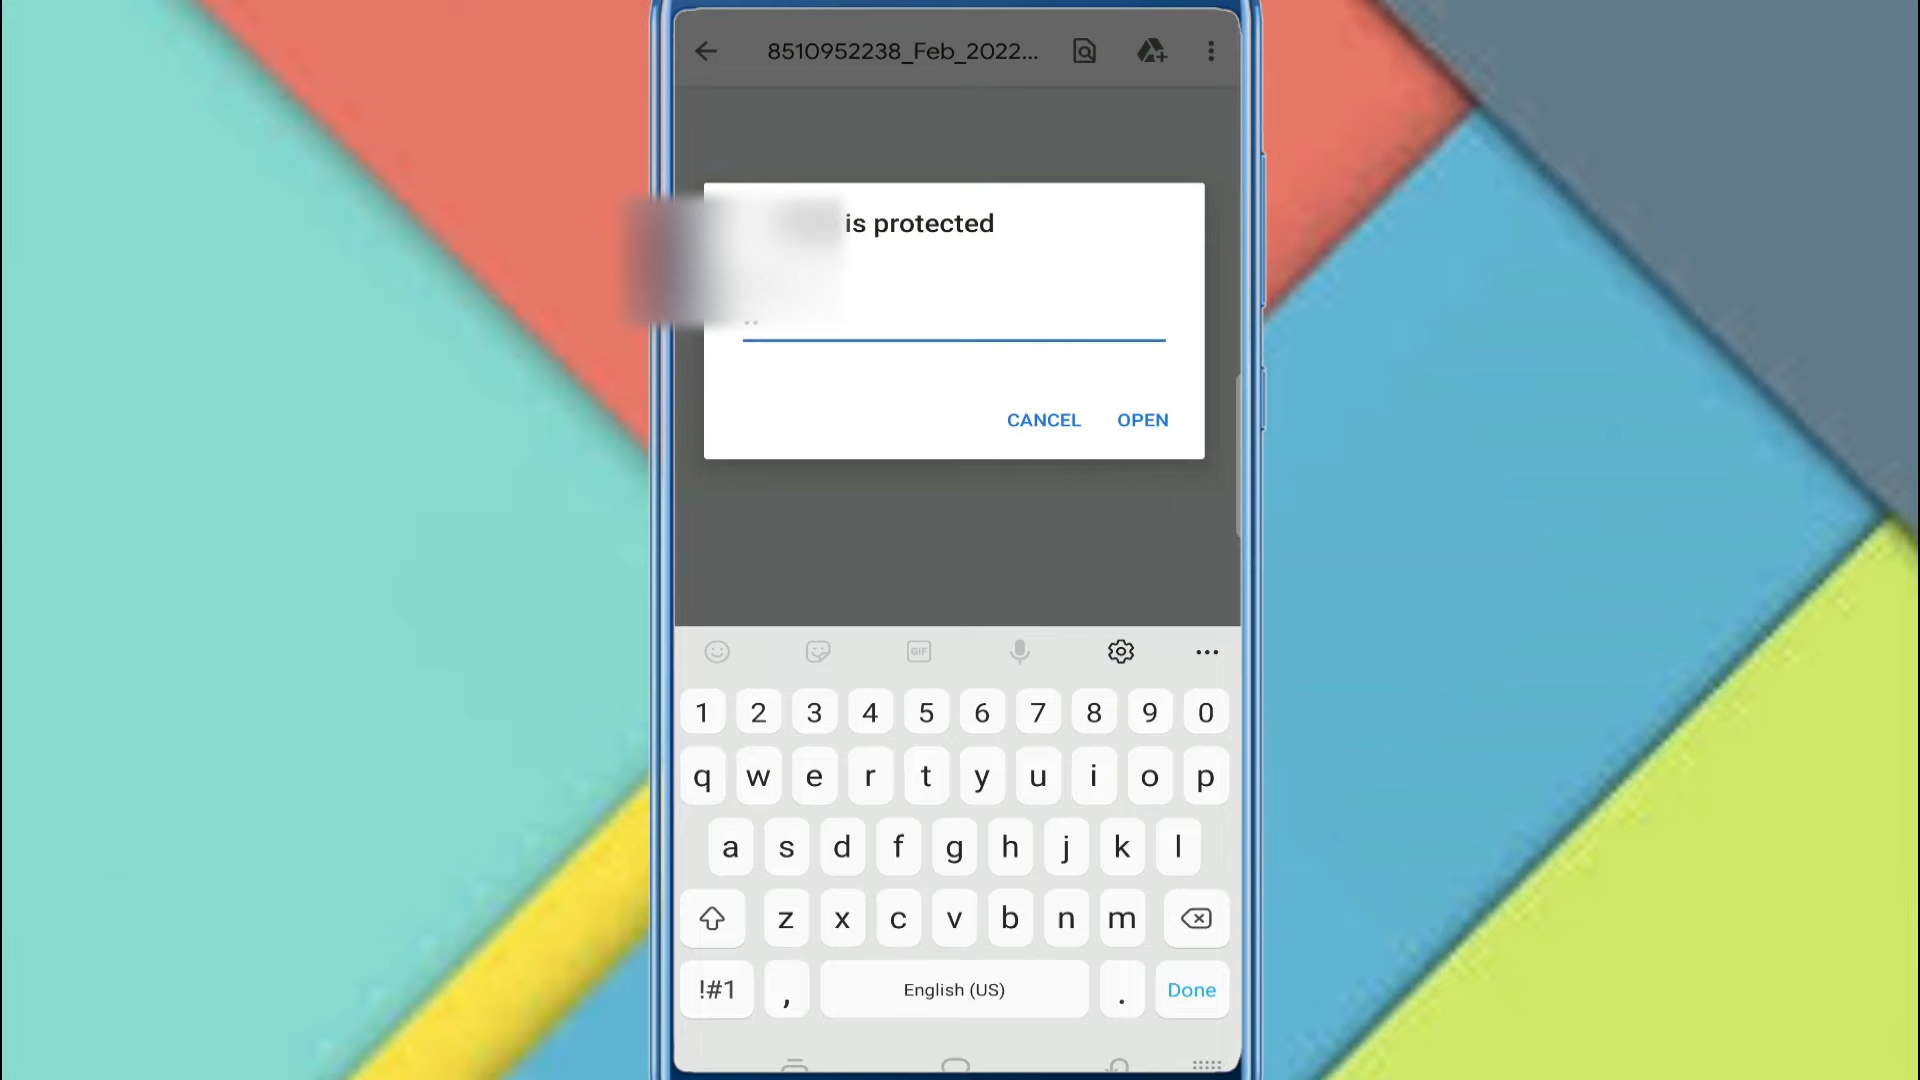 8510952238_Feb_2022...
is protected
CANCEL OPEN
GIF
1 2 3 4 5 6 7 8 9 0
q w e r t y u i o p
a s d f g h j k l
z x c v b n m
!#1 , English (US) . Done